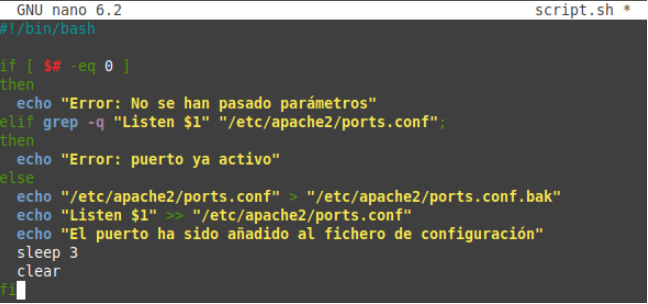 GNU nano 6.2 script.sh *
#!/bin/bash
if [ $# -eq 0 ]
then
echo "Error: No se han pasado parámetros"
elif grep -q "Listen $1" "/etc/apache2/ports.conf";
then
echo "Error: puerto ya activo"
else
echo "/etc/apache2/ports.conf" > "/etc/apache2/ports.conf.bak"
echo "Listen $1" >> "/etc/apache2/ports.conf"
echo "El puerto ha sido añadido al fichero de configuración"
sleep 3
clear
fi